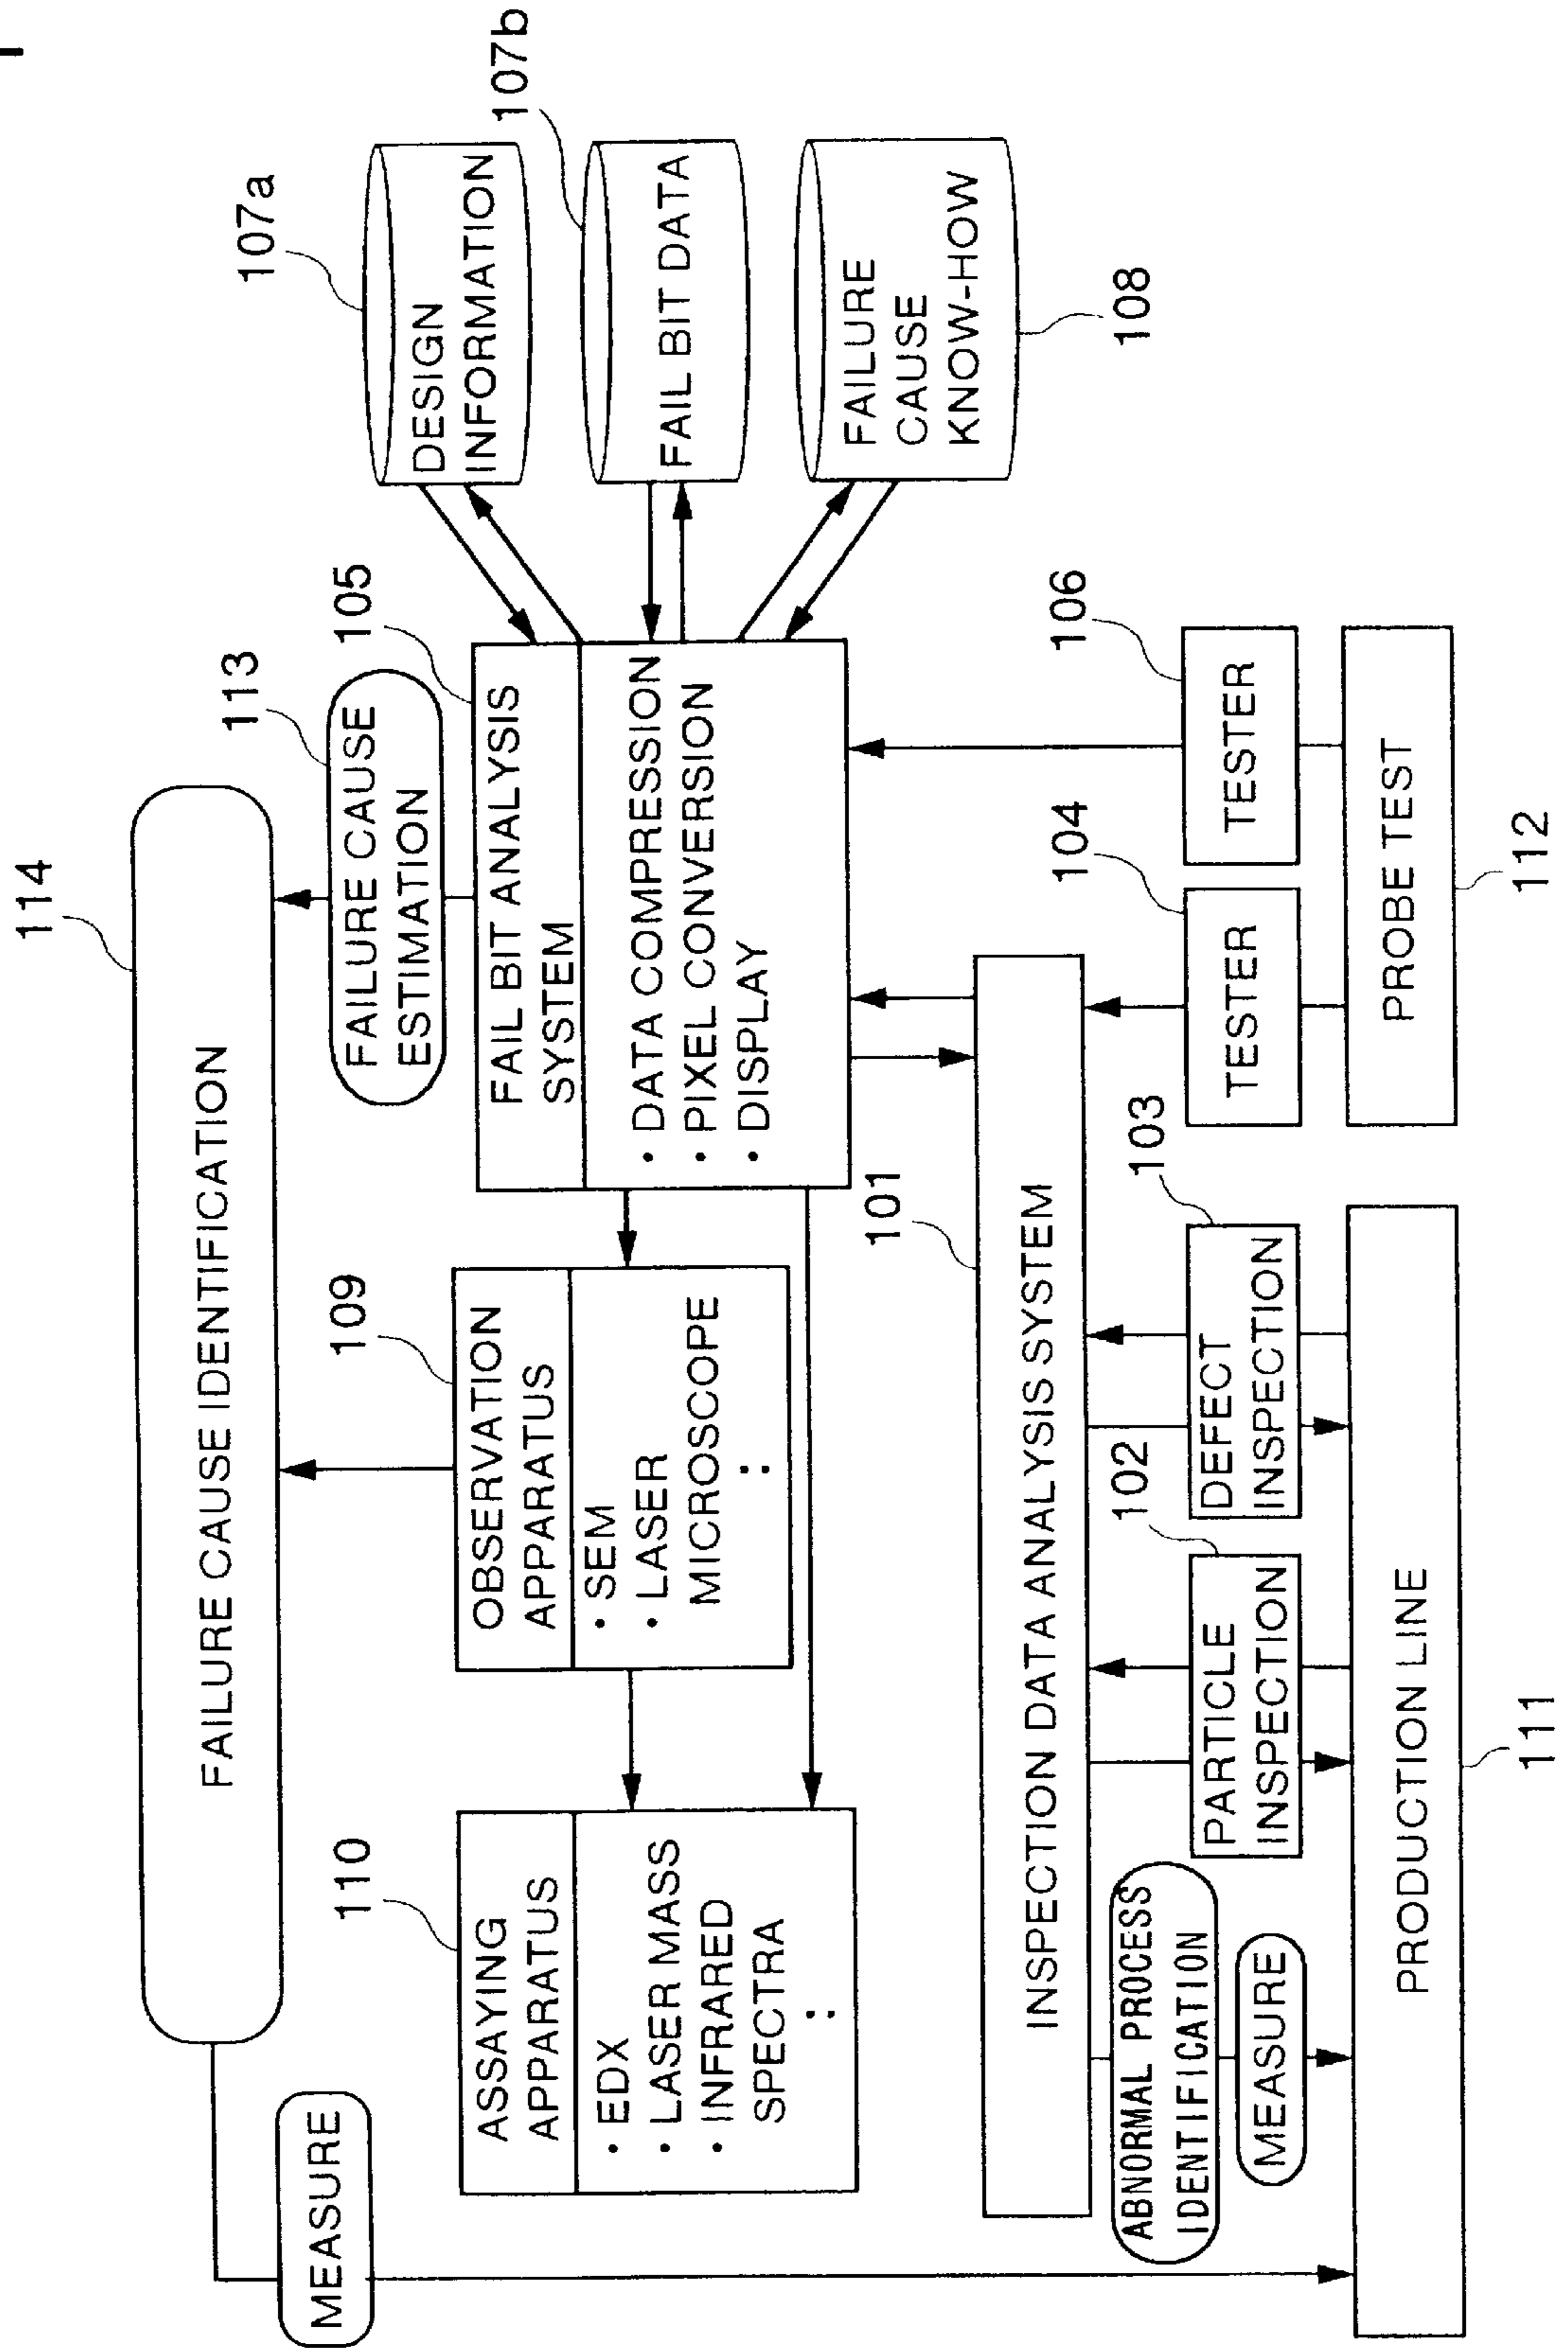 114
FAILURE CAUSE IDENTIFICATION
MEASURE
113
FAILURE CAUSE
ESTIMATION
107a
DESIGN
INFORMATION
107b
FAIL BIT DATA
FAILURE
CAUSE
KNOW-HOW
108
110
ASSAYING
APPARATUS
• EDX
• LASER MASS
• INFRARED
SPECTRA
:
109
OBSERVATION
APPARATUS
• SEM
• LASER
MICROSCOPE
:
105
FAIL BIT ANALYSIS
SYSTEM
• DATA COMPRESSION
• PIXEL CONVERSION
• DISPLAY
101
INSPECTION DATA ANALYSIS SYSTEM
ABNORMAL PROCESS
IDENTIFICATION
MEASURE
102
PARTICLE
INSPECTION
103
DEFECT
INSPECTION
104
TESTER
106
TESTER
PRODUCTION LINE
111
PROBE TEST
112